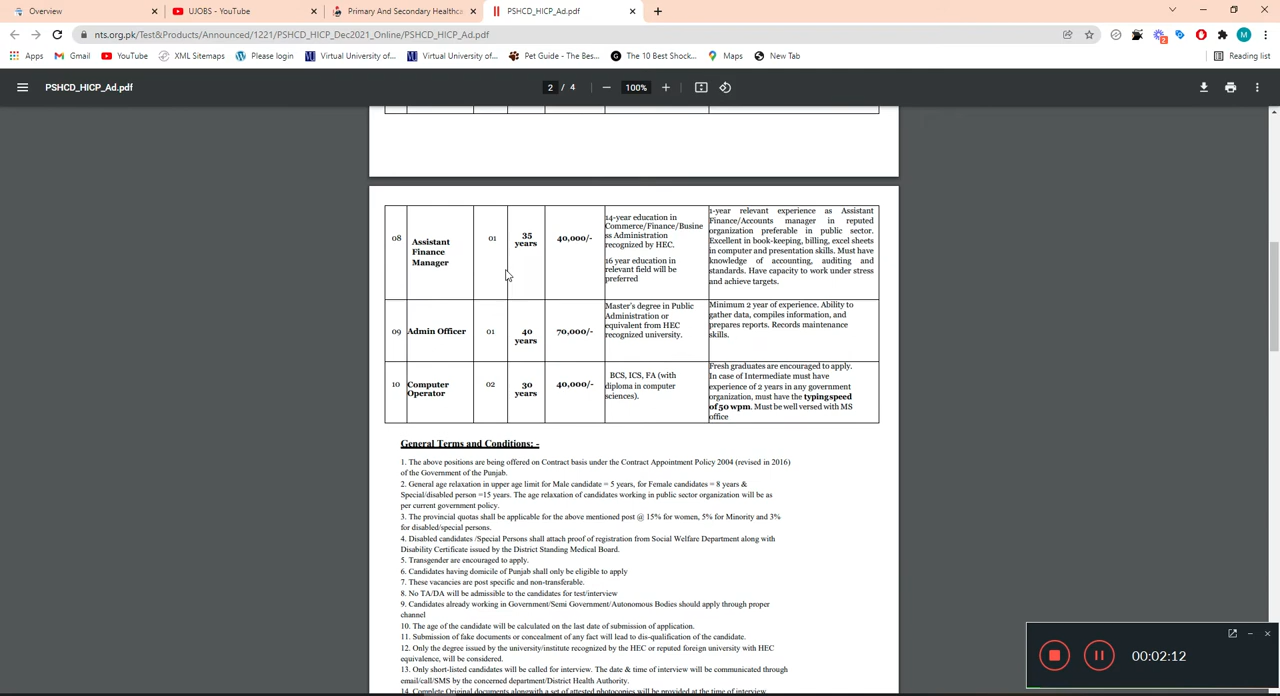 Overview
UJOBS - YouTube
Primary And Secondary Healthca
PSHCD_HICP_Ad.pdf
nts.org.pk/Test&Products/Announced/1221/PSHCD_HICP_Dec2021_Online/PSHCD_HICP_Ad.pdf
2
M
Apps
Gmail
YouTube
XML Sitemaps
Please login
Virtual University of...
Virtual University of...
Pet Guide - The Bes...
The 10 Best Shock...
Maps
New Tab
Reading list
PSHCD_HICP_Ad.pdf
2 / 4
100%
08
Assistant
Finance
Manager
01
35
years
40,000/-
14-year education in
Commerce/Finance/Busine
ss Administration
recognized by HEC.
16 year education in
relevant field will be
preferred
1-year relevant experience as Assistant
Finance/Accounts manager in reputed
organization preferable in public sector.
Excellent in book-keeping, billing, excel sheets
in computer and presentation skills. Must have
knowledge of accounting, auditing and
standards. Have capacity to work under stress
and achieve targets.
09
Admin Officer
01
40
years
70,000/-
Master's degree in Public
Administration or
equivalent from HEC
recognized university.
Minimum 2 year of experience. Ability to
gather data, compiles information, and
prepares reports. Records maintenance
skills.
10
Computer
Operator
02
30
years
40,000/-
BCS, ICS, FA (with
diploma in computer
sciences).
Fresh graduates are encouraged to apply.
In case of Intermediate must have
experience of 2 years in any government
organization, must have the typing speed
of 50 wpm. Must be well versed with MS
office
General Terms and Conditions: -
1. The above positions are being offered on Contract basis under the Contract Appointment Policy 2004 (revised in 2016)
of the Government of the Punjab.
2. General age relaxation in upper age limit for Male candidate = 5 years, for Female candidates = 8 years &
Special/disabled person =15 years. The age relaxation of candidates working in public sector organization will be as
per current government policy.
3. The provincial quotas shall be applicable for the above mentioned post @ 15% for women, 5% for Minority and 3%
for disabled/special persons.
4. Disabled candidates /Special Persons shall attach proof of registration from Social Welfare Department along with
Disability Certificate issued by the District Standing Medical Board.
5. Transgender are encouraged to apply.
6. Candidates having domicile of Punjab shall only be eligible to apply
7. These vacancies are post specific and non-transferable.
8. No TA/DA will be admissible to the candidates for test/interview
9. Candidates already working in Government/Semi Government/Autonomous Bodies should apply through proper
channel
10. The age of the candidate will be calculated on the last date of submission of application.
11. Submission of fake documents or concealment of any fact will lead to dis-qualification of the candidate.
12. Only the degree issued by the university/institute recognized by the HEC or reputed foreign university with HEC
equivalence, will be considered.
13. Only short-listed candidates will be called for interview. The date & time of interview will be communicated through
email/call/SMS by the concerned department/District Health Authority.
14. Complete Original documents alongwith a set of attested photocopies will be provided at the time of interview
00:02:12